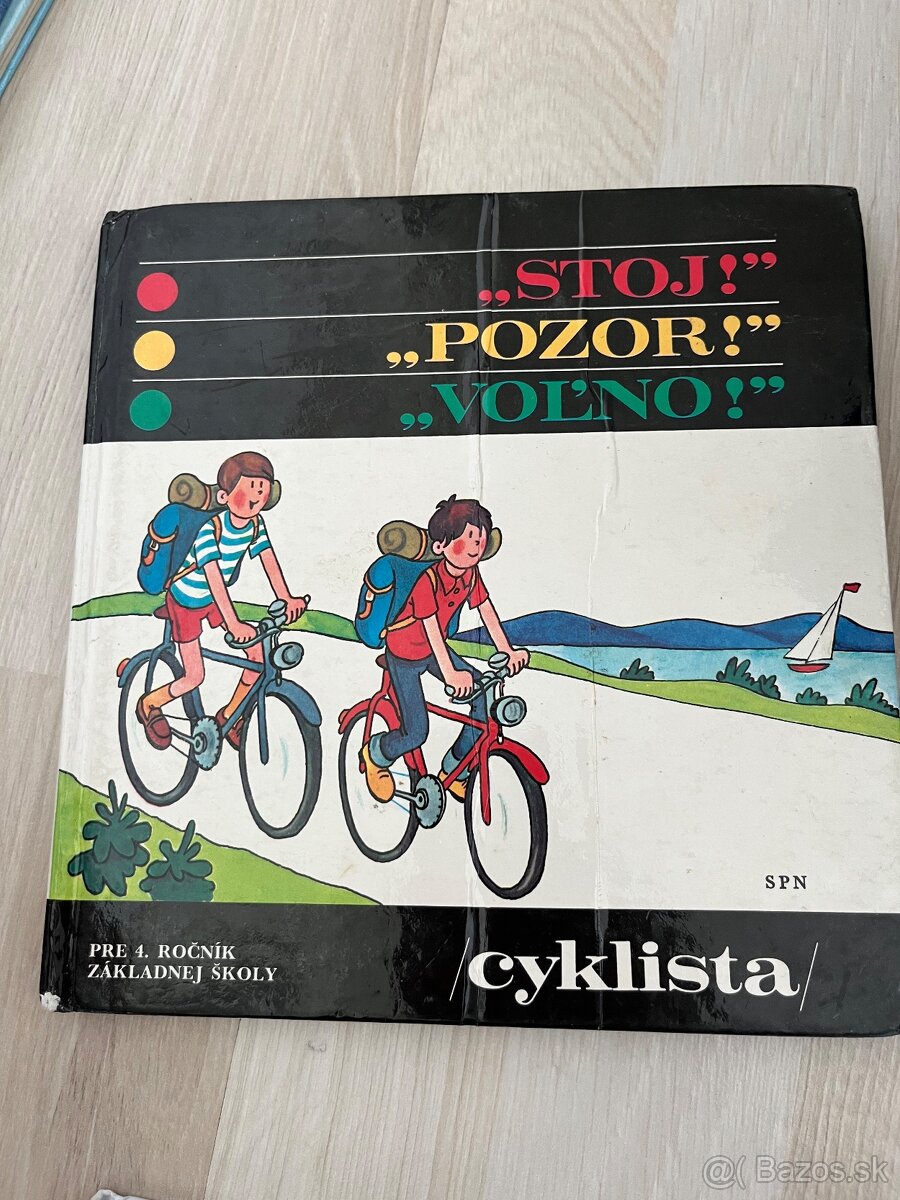 „STOJ!”
„POZOR!”
„VOĽNO!”
SPN
PRE 4. ROČNÍK
ZÁKLADNEJ ŠKOLY
/cyklista/
@( Bazos.sk